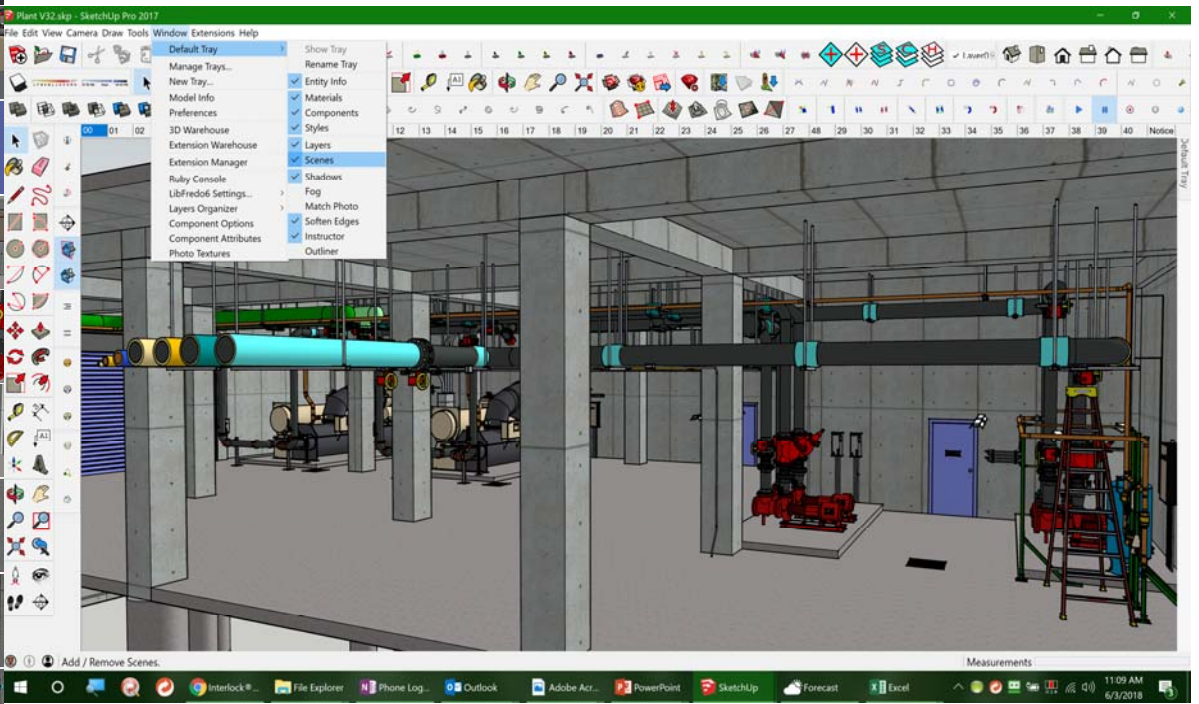 Plant V32.skp - SketchUp Pro 2017
File Edit View Camera Draw Tools Window Extensions Help
Default Tray
Manage Trays...
New Tray...
Model Info
Preferences
3D Warehouse
Extension Warehouse
Extension Manager
Ruby Console
LibFredo6 Settings...
Layers Organizer
Component Options
Component Attributes
Photo Textures
Show Tray
Rename Tray
Entity Info
Materials
Components
Styles
Layers
Scenes
Shadows
Fog
Match Photo
Soften Edges
Instructor
Outliner
Layer0
00 01 02 12 13 14 15 16 17 18 19 20 21 22 23 24 25 26 27 48 29 30 31 32 33 34 35 36 37 38 39 40 Notice
Default Tray
Add / Remove Scenes.
Measurements
Interlock®... File Explorer Phone Log... Outlook Adobe Acr... PowerPoint SketchUp Forecast Excel
11:09 AM
6/3/2018